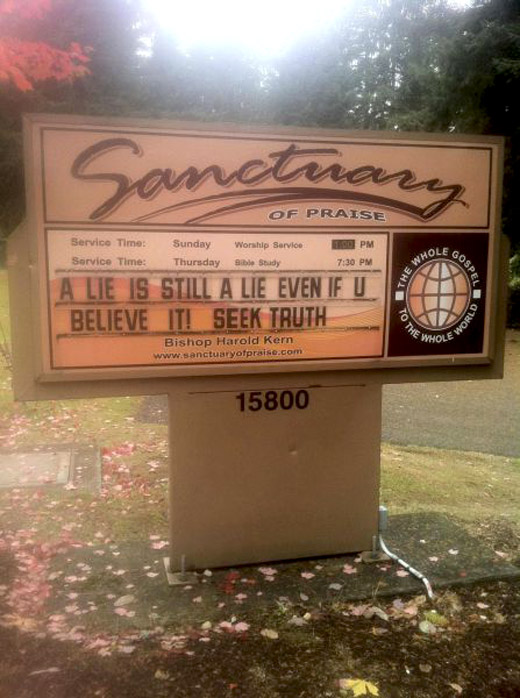 Sanctuary
OF PRAISE
Service Time: Sunday Worship Service 1:00 PM
Service Time: Thursday Bible Study 7:30 PM
A LIE IS STILL A LIE EVEN IF U
BELIEVE IT! SEEK TRUTH
Bishop Harold Kern
www.sanctuaryofpraise.com
THE WHOLE GOSPEL
TO THE WHOLE WORLD
15800